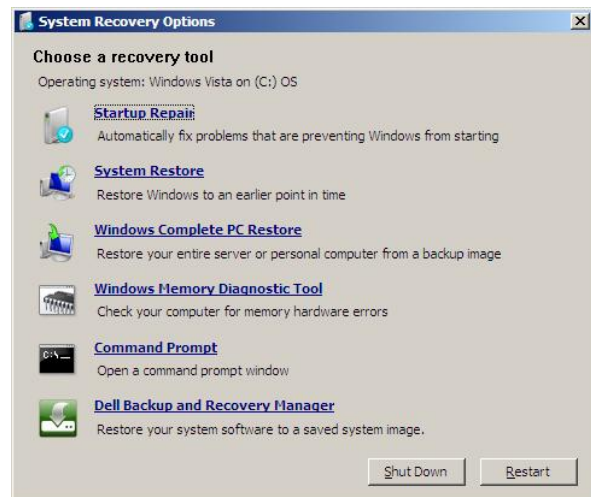 System Recovery Options
Choose a recovery tool
Operating system: Windows Vista on (C:) OS
Startup Repair
Automatically fix problems that are preventing Windows from starting
System Restore
Restore Windows to an earlier point in time
Windows Complete PC Restore
Restore your entire server or personal computer from a backup image
Windows Memory Diagnostic Tool
Check your computer for memory hardware errors
C:\_
Command Prompt
Open a command prompt window
Dell Backup and Recovery Manager
Restore your system software to a saved system image.
Shut Down
Restart